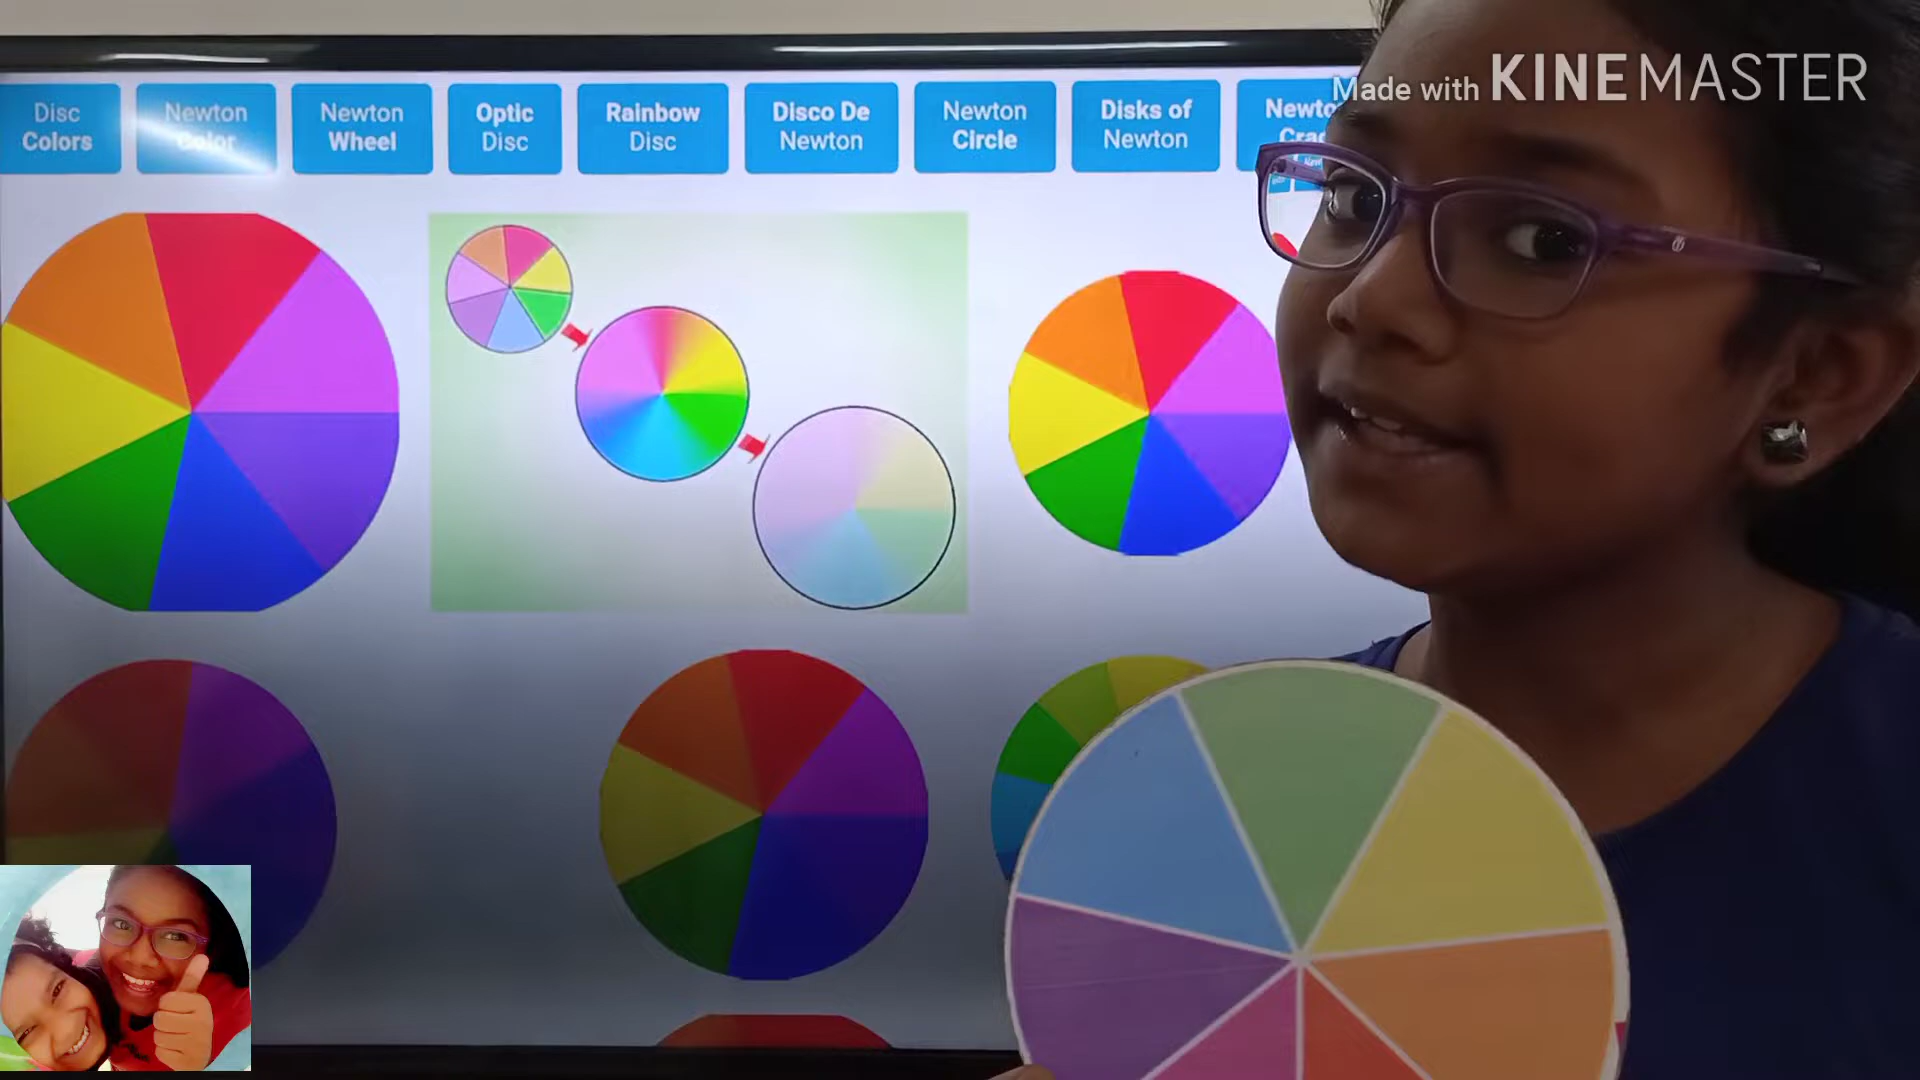 Made with KINEMASTER
Disc
Colors
Newton
Color
Newton
Wheel
Optic
Disc
Rainbow
Disc
Disco De
Newton
Newton
Circle
Disks of
Newton